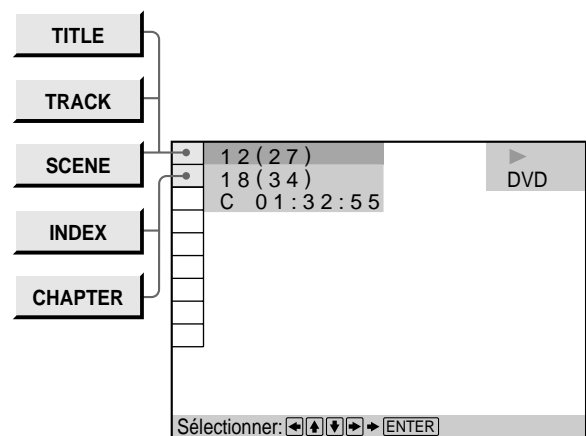 TITLE
TRACK
SCENE
INDEX
CHAPTER
12(27)
18(34)
C 01:32:55
DVD
Sélectionner: ENTER